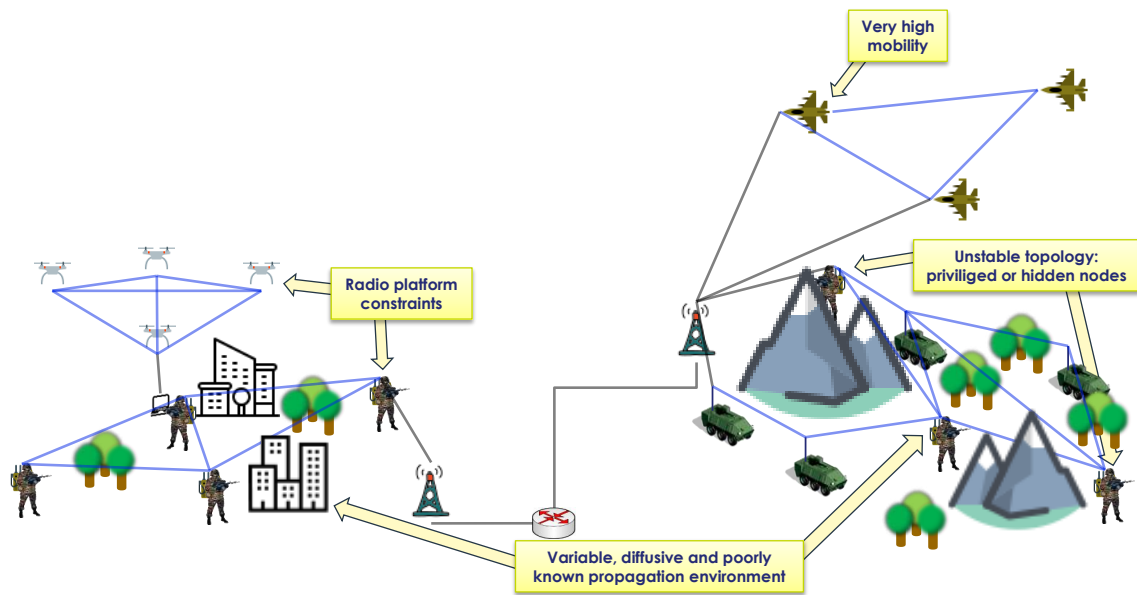 Very high
mobility
Unstable topology:
priviliged or hidden nodes
Radio platform
constraints
Variable, diffusive and poorly
known propagation environment